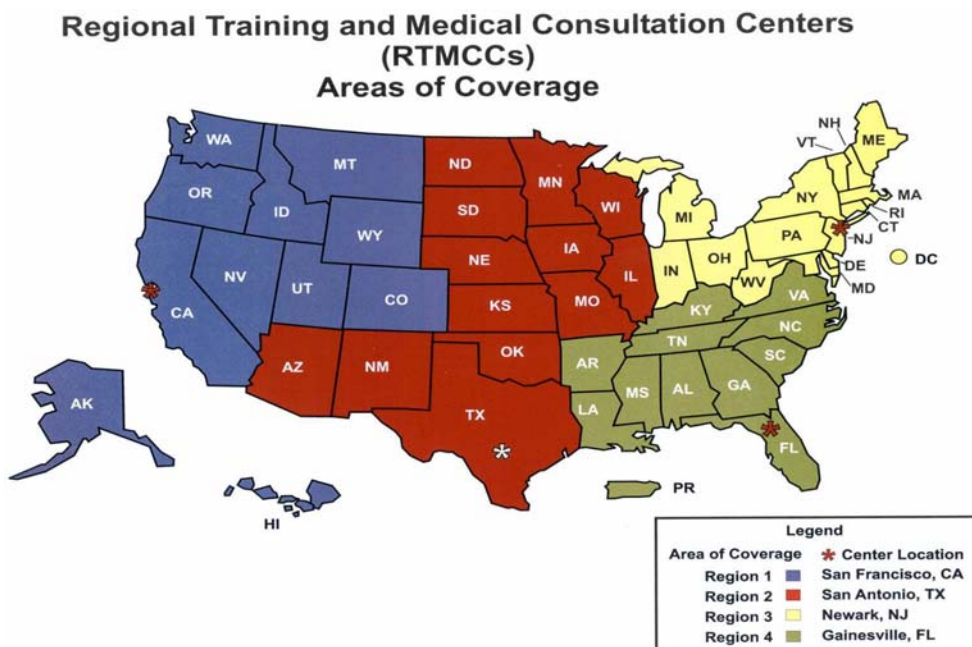 Regional Training and Medical Consultation Centers
(RTMCCs)
Areas of Coverage
WA
MT
ND
MN
NH
VT
ME
OR
ID
SD
WI
MI
NY
MA
RI
CT
WY
NE
IA
PA
NJ
DC
NV
UT
CO
IL
IN
OH
WV
DE
MD
CA
KS
MO
KY
VA
AZ
NM
OK
AR
TN
NC
SC
TX
LA
MS
AL
GA
AK
FL
HI
PR
Legend
Area of Coverage * Center Location
Region 1 San Francisco, CA
Region 2 San Antonio, TX
Region 3 Newark, NJ
Region 4 Gainesville, FL